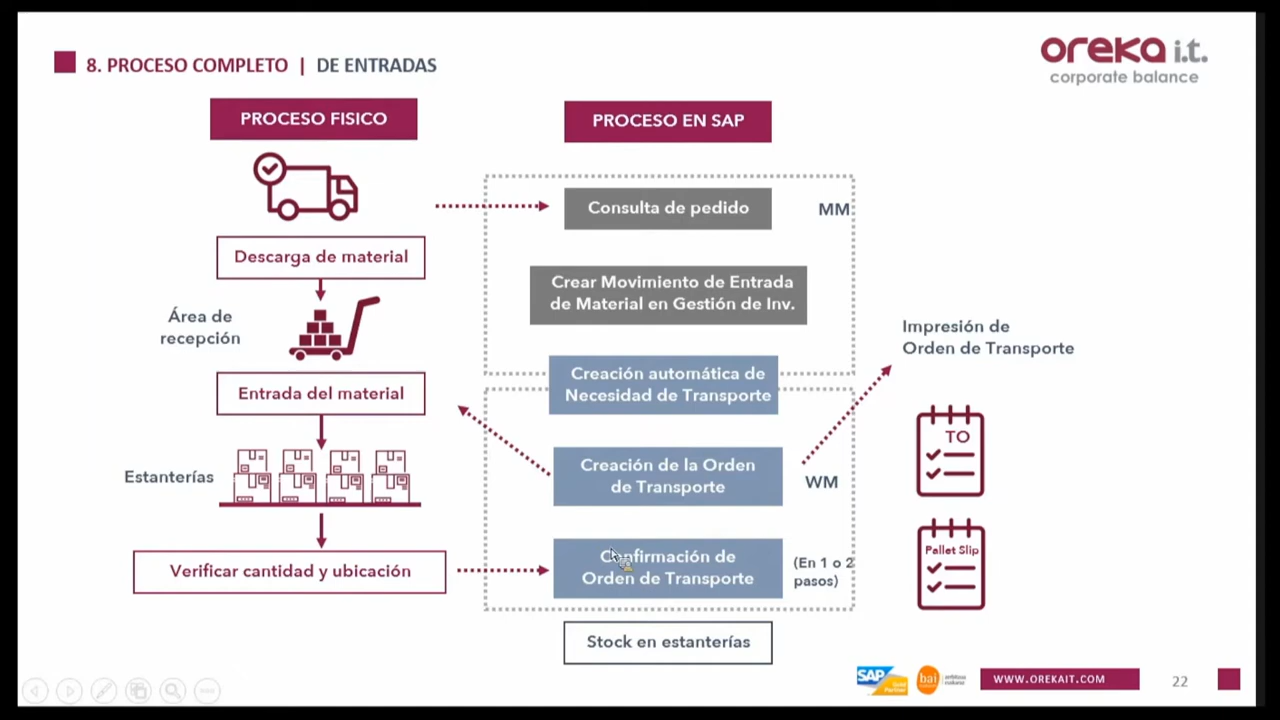 8. PROCESO COMPLETO | DE ENTRADAS
oreka i.t.
corporate balance
PROCESO FISICO
PROCESO EN SAP
Consulta de pedido
MM
Descarga de material
Crear Movimiento de Entrada
de Material en Gestión de Inv.
Área de
recepción
Impresión de
Orden de Transporte
Creación automática de
Necesidad de Transporte
Entrada del material
TO
Creación de la Orden
de Transporte
WM
Estanterías
Pallet Slip
Confirmación de
Orden de Transporte
(En 1 o 2
pasos)
Verificar cantidad y ubicación
Stock en estanterías
SAP
Gold
Partner
bai
WWW.OREKAIT.COM
22